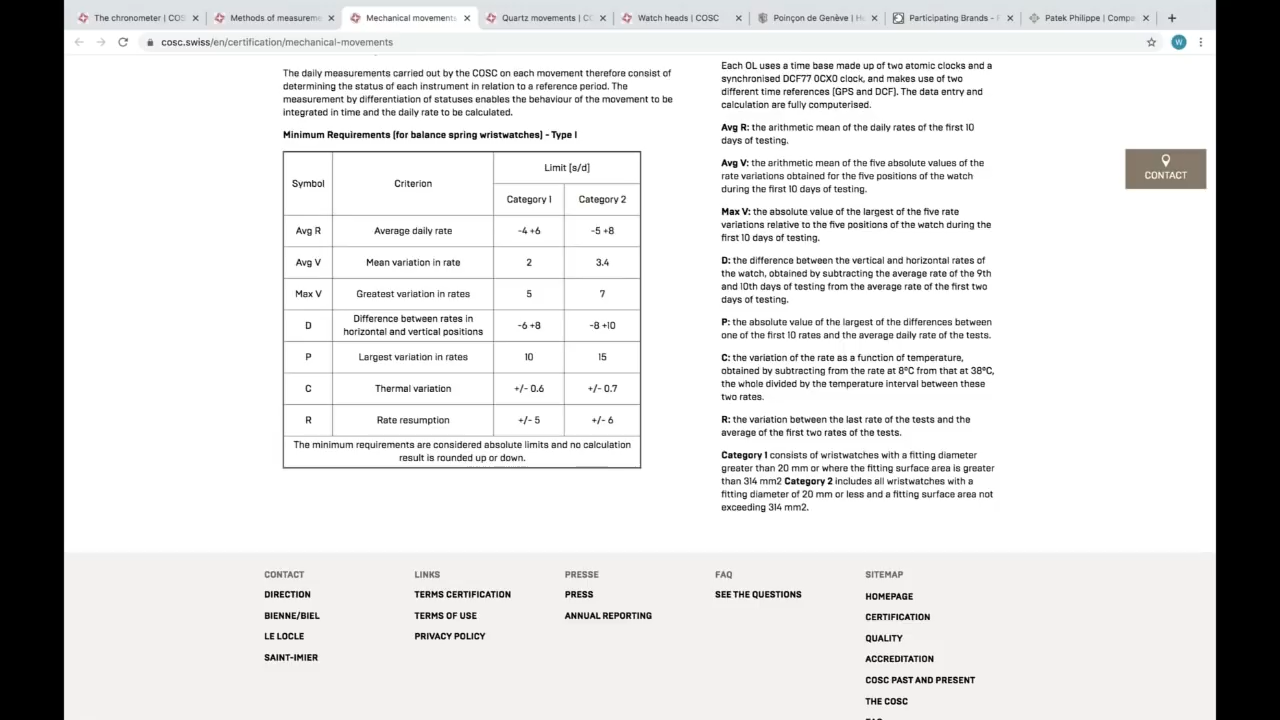 The chronometer | COS
Methods of measureme
Mechanical movements
Quartz movements | CO
Watch heads | COSC
Poinçon de Genève | H
Participating Brands - F
Patek Philippe | Compa
cosc.swiss/en/certification/mechanical-movements
W
The daily measurements carried out by the COSC on each movement therefore consist of
determining the status of each instrument in relation to a reference period. The
measurement by differentiation of statuses enables the behaviour of the movement to be
integrated in time and the daily rate to be calculated.
Minimum Requirements (for balance spring wristwatches) - Type I
Symbol Criterion Limit [s/d]
Category 1 Category 2
Avg R Average daily rate -4 +6 -5 +8
Avg V Mean variation in rate 2 3.4
Max V Greatest variation in rates 5 7
D Difference between rates in
horizontal and vertical positions -6 +8 -8 +10
P Largest variation in rates 10 15
C Thermal variation +/- 0.6 +/- 0.7
R Rate resumption +/- 5 +/- 6
The minimum requirements are considered absolute limits and no calculation
result is rounded up or down.
Each OL uses a time base made up of two atomic clocks and a
synchronised DCF77 OCXO clock, and makes use of two
different time references (GPS and DCF). The data entry and
calculation are fully computerised.
Avg R: the arithmetic mean of the daily rates of the first 10
days of testing.
Avg V: the arithmetic mean of the five absolute values of the
rate variations obtained for the five positions of the watch
during the first 10 days of testing.
Max V: the absolute value of the largest of the five rate
variations relative to the five positions of the watch during the
first 10 days of testing.
D: the difference between the vertical and horizontal rates of
the watch, obtained by subtracting the average rate of the 9th
and 10th days of testing from the average rate of the first two
days of testing.
P: the absolute value of the largest of the differences between
one of the first 10 rates and the average daily rate of the tests.
C: the variation of the rate as a function of temperature,
obtained by subtracting from the rate at 8°C from that at 38°C,
the whole divided by the temperature interval between these
two rates.
R: the variation between the last rate of the tests and the
average of the first two rates of the tests.
Category 1 consists of wristwatches with a fitting diameter
greater than 20 mm or where the fitting surface area is greater
than 314 mm2 Category 2 includes all wristwatches with a
fitting diameter of 20 mm or less and a fitting surface area not
exceeding 314 mm2.
CONTACT
CONTACT
DIRECTION
BIENNE/BIEL
LE LOCLE
SAINT-IMIER
LINKS
TERMS CERTIFICATION
TERMS OF USE
PRIVACY POLICY
PRESSE
PRESS
ANNUAL REPORTING
FAQ
SEE THE QUESTIONS
SITEMAP
HOMEPAGE
CERTIFICATION
QUALITY
ACCREDITATION
COSC PAST AND PRESENT
THE COSC